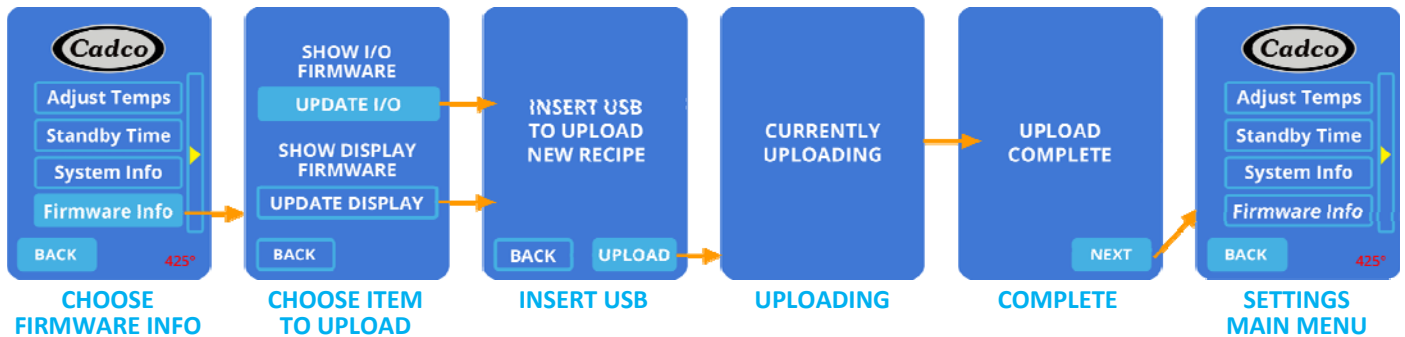 Cadco
Adjust Temps
Standby Time
System Info
Firmware Info
BACK
425°
CHOOSE
FIRMWARE INFO
SHOW I/O
FIRMWARE
UPDATE I/O
SHOW DISPLAY
FIRMWARE
UPDATE DISPLAY
BACK
CHOOSE ITEM
TO UPLOAD
INSERT USB
TO UPLOAD
NEW RECIPE
BACK
UPLOAD
INSERT USB
CURRENTLY
UPLOADING
UPLOADING
UPLOAD
COMPLETE
NEXT
COMPLETE
Cadco
Adjust Temps
Standby Time
System Info
Firmware Info
BACK
425°
SETTINGS
MAIN MENU